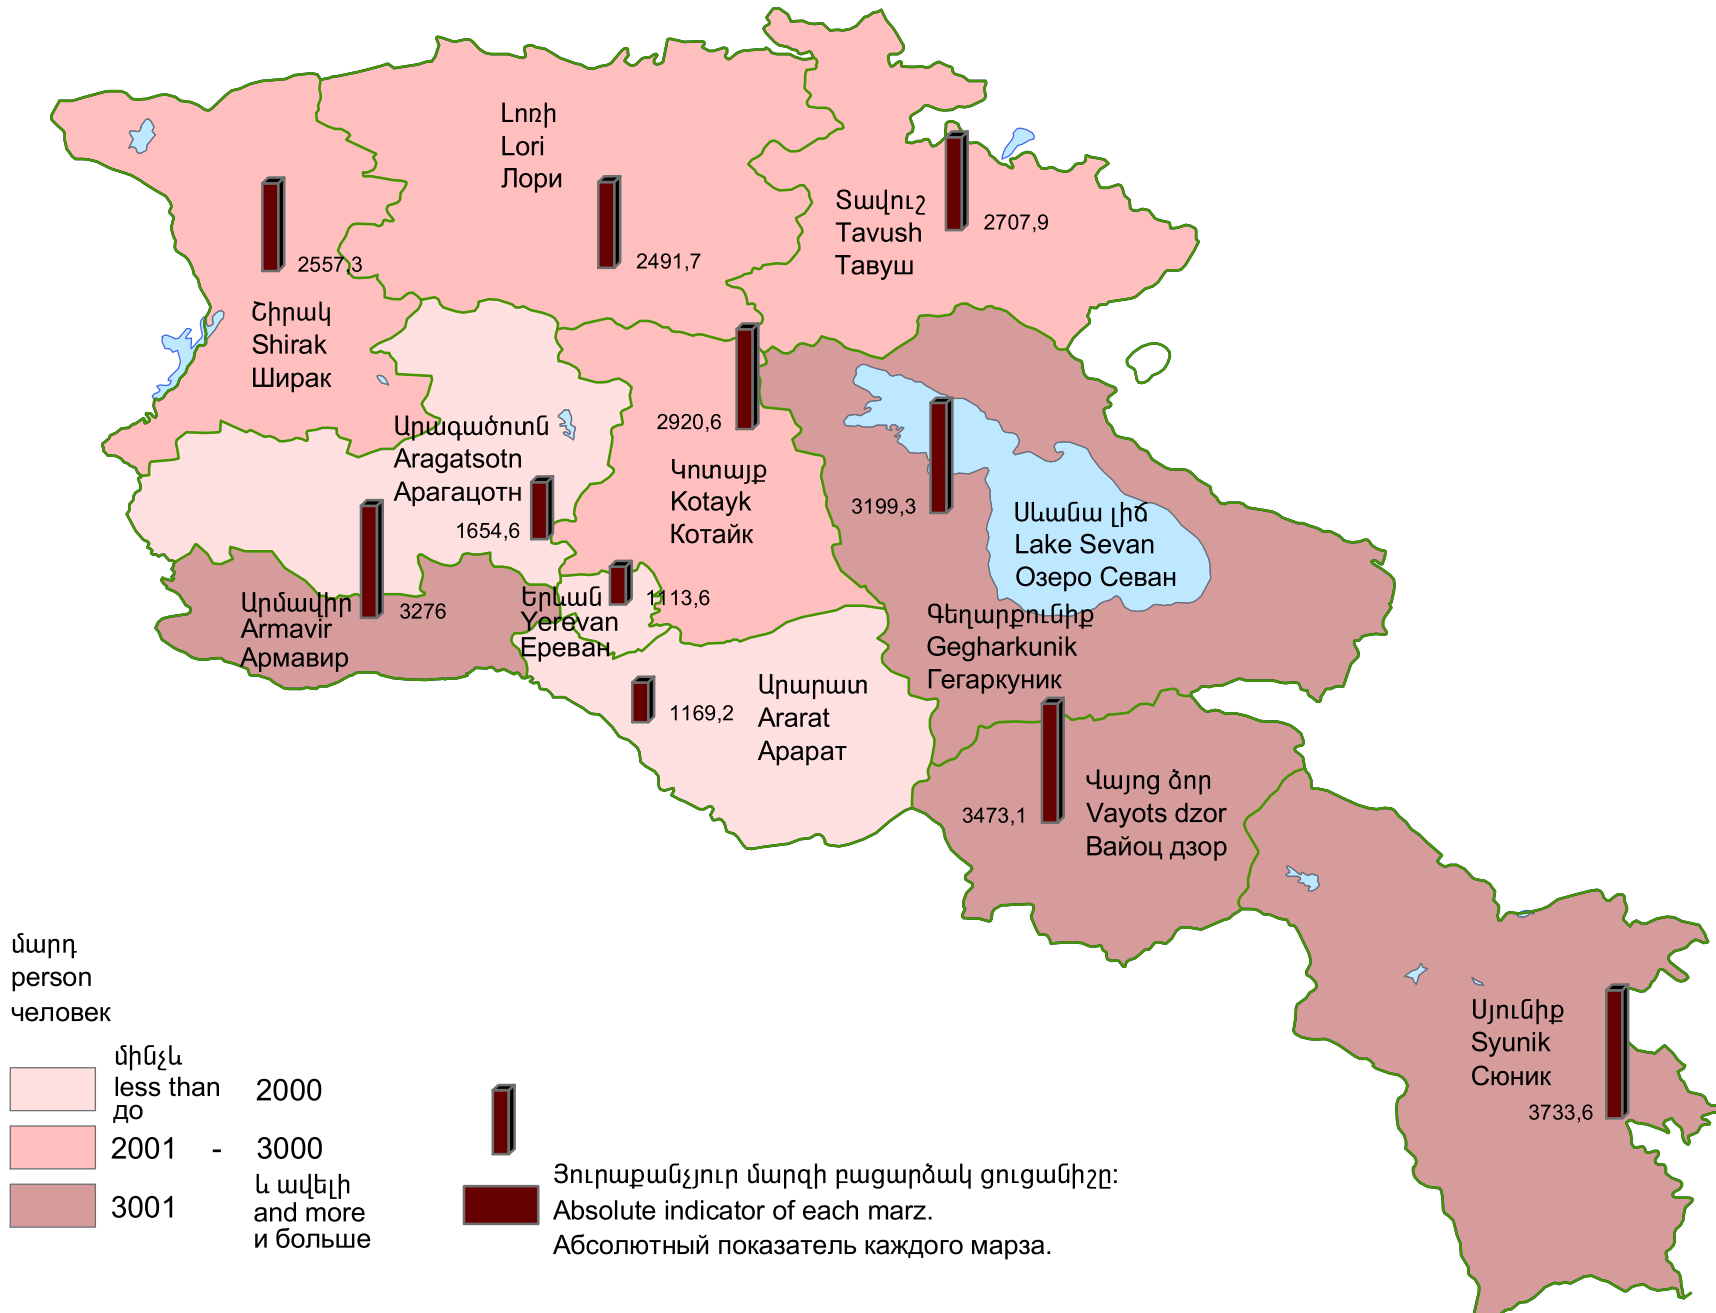 Լոռի
Lori
Лори
2491,7
Տավուշ
Tavush
Тавуш
2707,9
2557,3
Շիրակ
Shirak
Ширак
Արագածոտն
Aragatsotn
Арагацотн
1654,6
2920,6
Կոտայք
Kotayk
Котайк
3199,3
Սևանա լիճ
Lake Sevan
Озеро Севан
Արմավիր
Armavir
Армавир
3276
Երևան
Yerevan
Ереван
1113,6
Գեղարքունիք
Gegharkunik
Гегаркуник
1169,2
Արարատ
Ararat
Арарат
3473,1
Վայոց ձոր
Vayots dzor
Вайоц дзор
Սյունիք
Syunik
Сюник
3733,6
մարդ
person
человек
մինչև
less than 2000
до
2001 - 3000
և ավելի
3001 and more
и больше
Յուրաքանչյուր մարզի բացարձակ ցուցանիշը:
Absolute indicator of each marz.
Абсолютный показатель каждого марза.